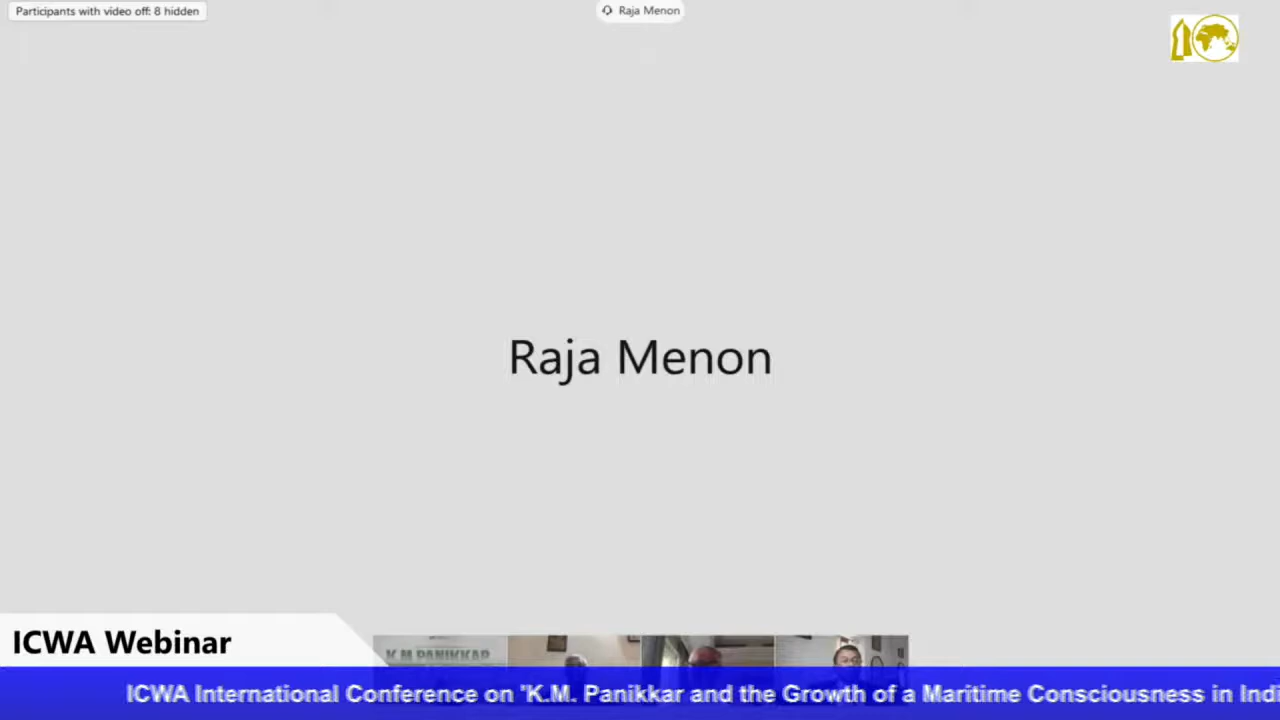 Participants with video off: 8 hidden
Raja Menon
Raja Menon
ICWA Webinar
K.M.PANIKKAR
ICWA International Conference on 'K.M. Panikkar and the Growth of a Maritime Consciousness in Indi